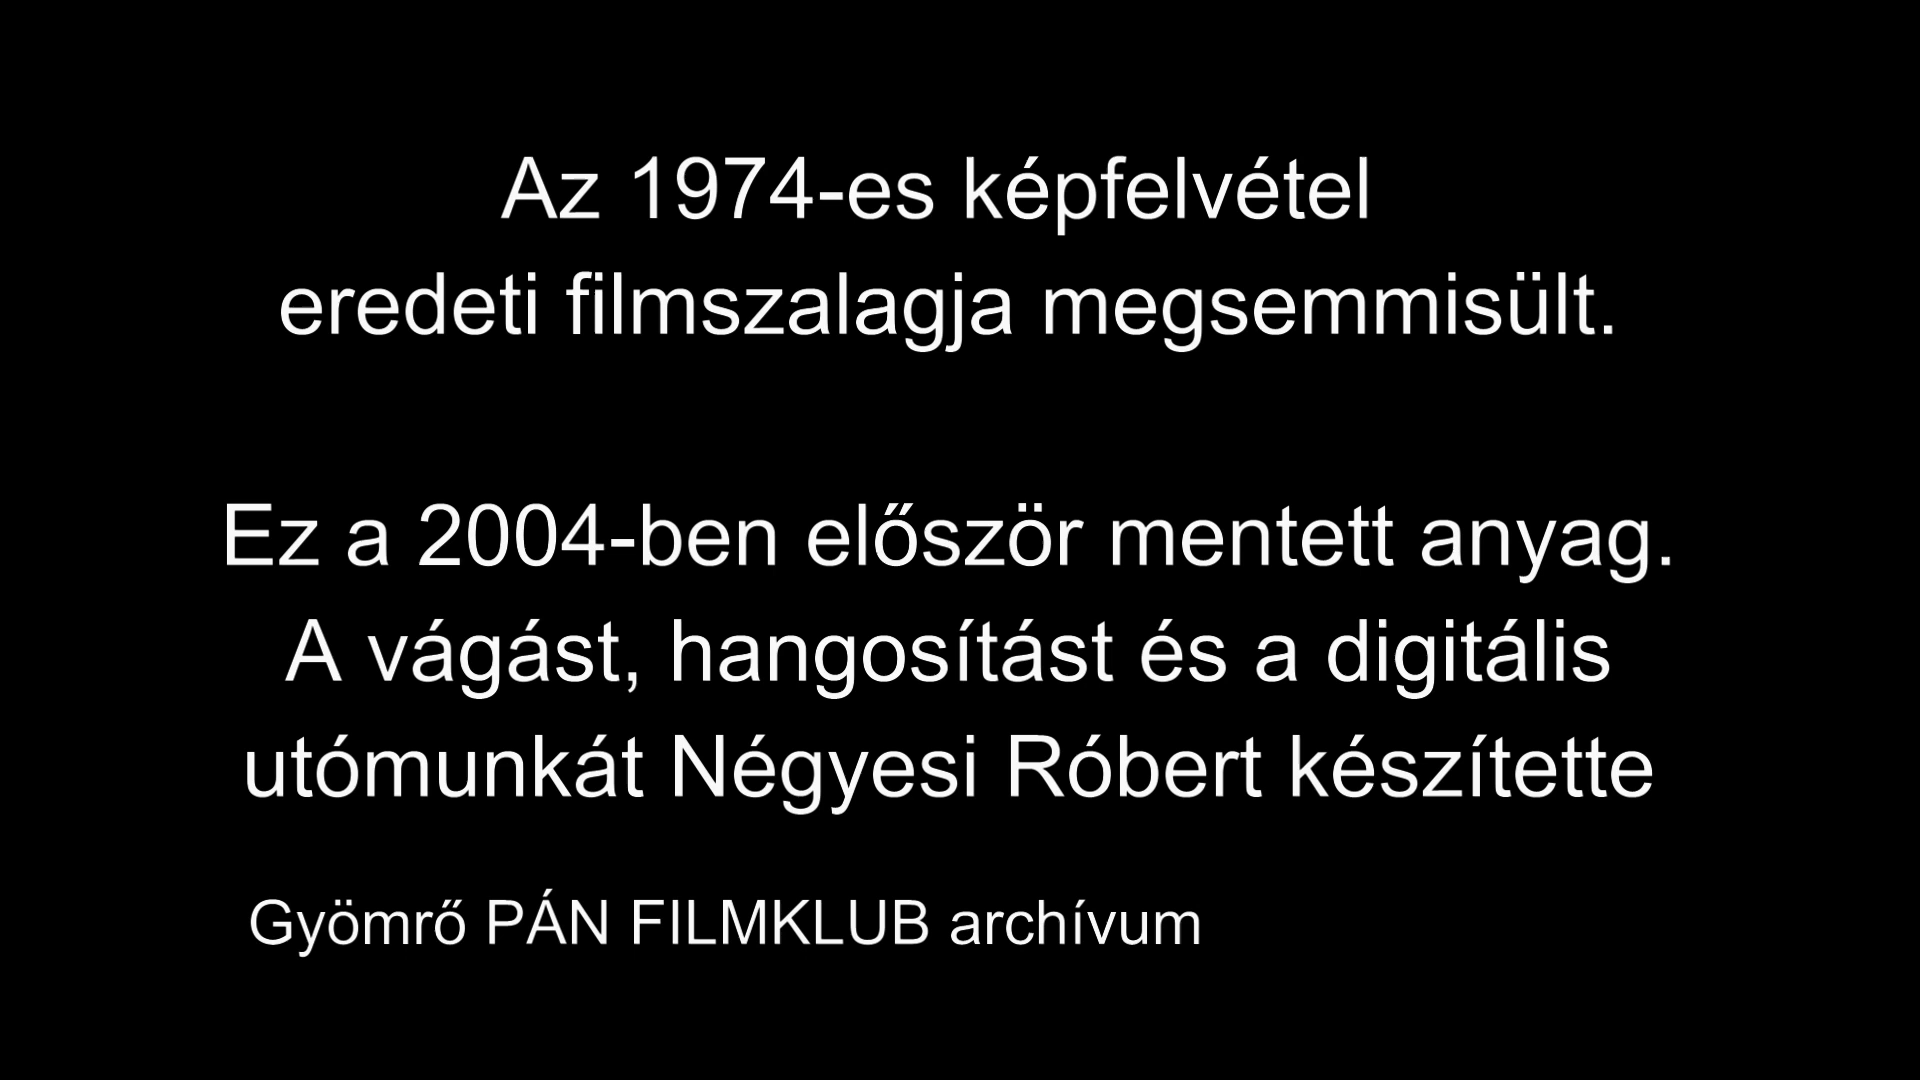 Az 1974-es képfelvétel
eredeti filmszalagja megsemmisült.
Ez a 2004-ben először mentett anyag.
A vágást, hangosítást és a digitális
utómunkát Négyesi Róbert készítette
Gyömrő PÁN FILMKLUB archívum